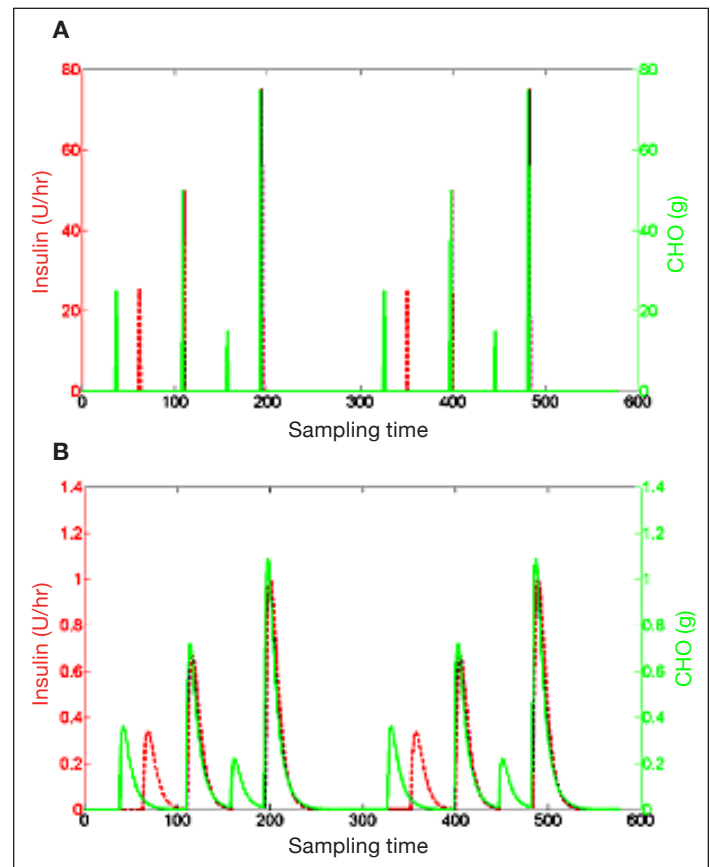 A
80 80
60 60
40 40
20 20
0 0
Insulin (U/hr)
CHO (g)
0 100 200 300 400 500 600
Sampling time
B
1.4 1.4
1.2 1.2
1 1
0.8 0.8
0.6 0.6
0.4 0.4
0.2 0.2
0 0
Insulin (U/hr)
CHO (g)
0 100 200 300 400 500 600
Sampling time